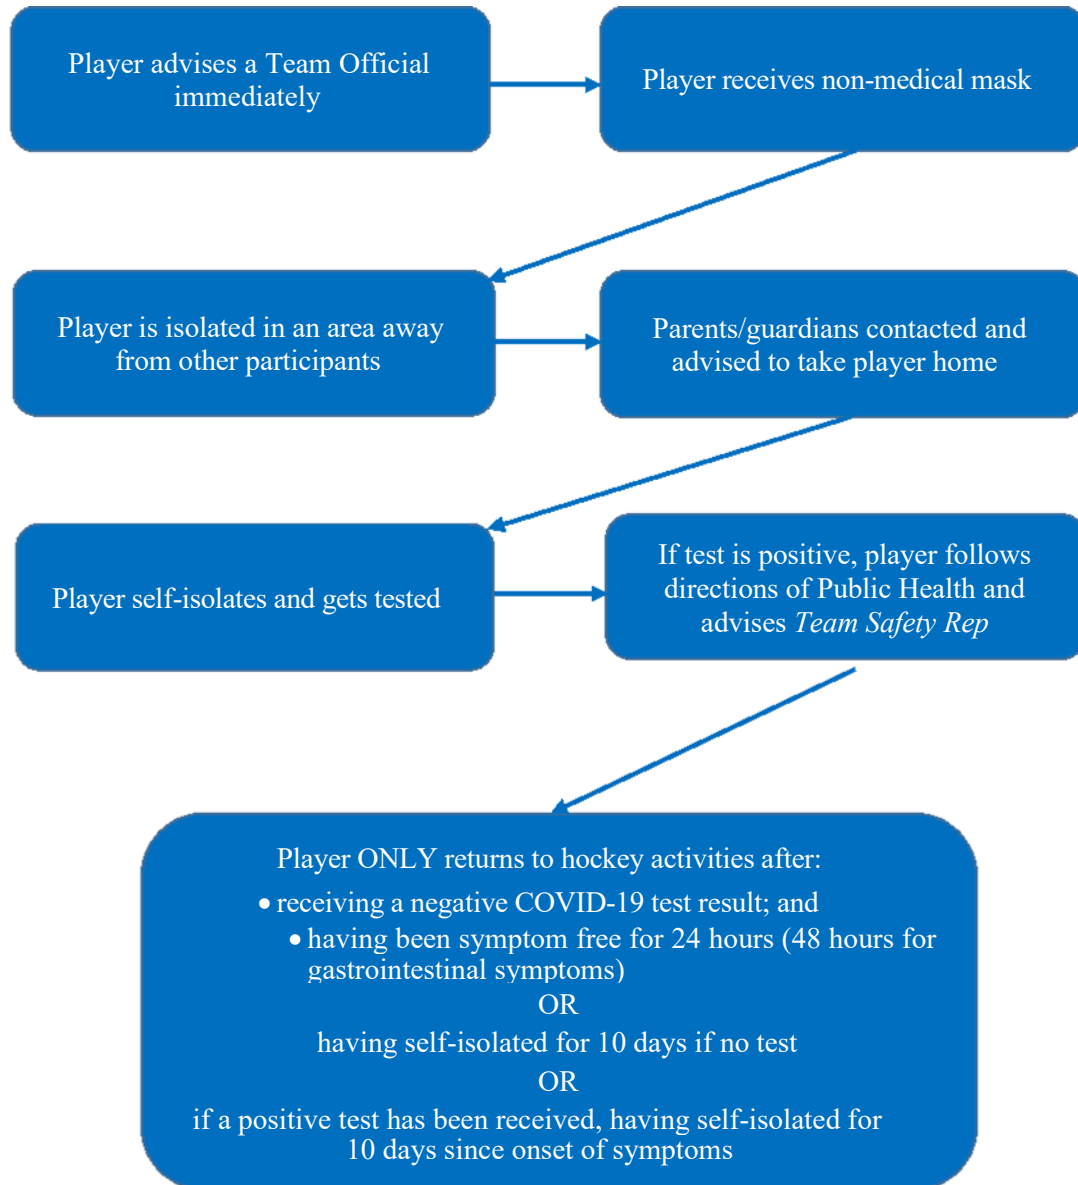 Player advises a Team Official
immediately
Player receives non-medical mask
Player is isolated in an area away
from other participants
Parents/guardians contacted and
advised to take player home
Player self-isolates and gets tested
If test is positive, player follows
directions of Public Health and
advises Team Safety Rep
Player ONLY returns to hockey activities after:
• receiving a negative COVID-19 test result; and
• having been symptom free for 24 hours (48 hours for
gastrointestinal symptoms)
OR
having self-isolated for 10 days if no test
OR
if a positive test has been received, having self-isolated for
10 days since onset of symptoms